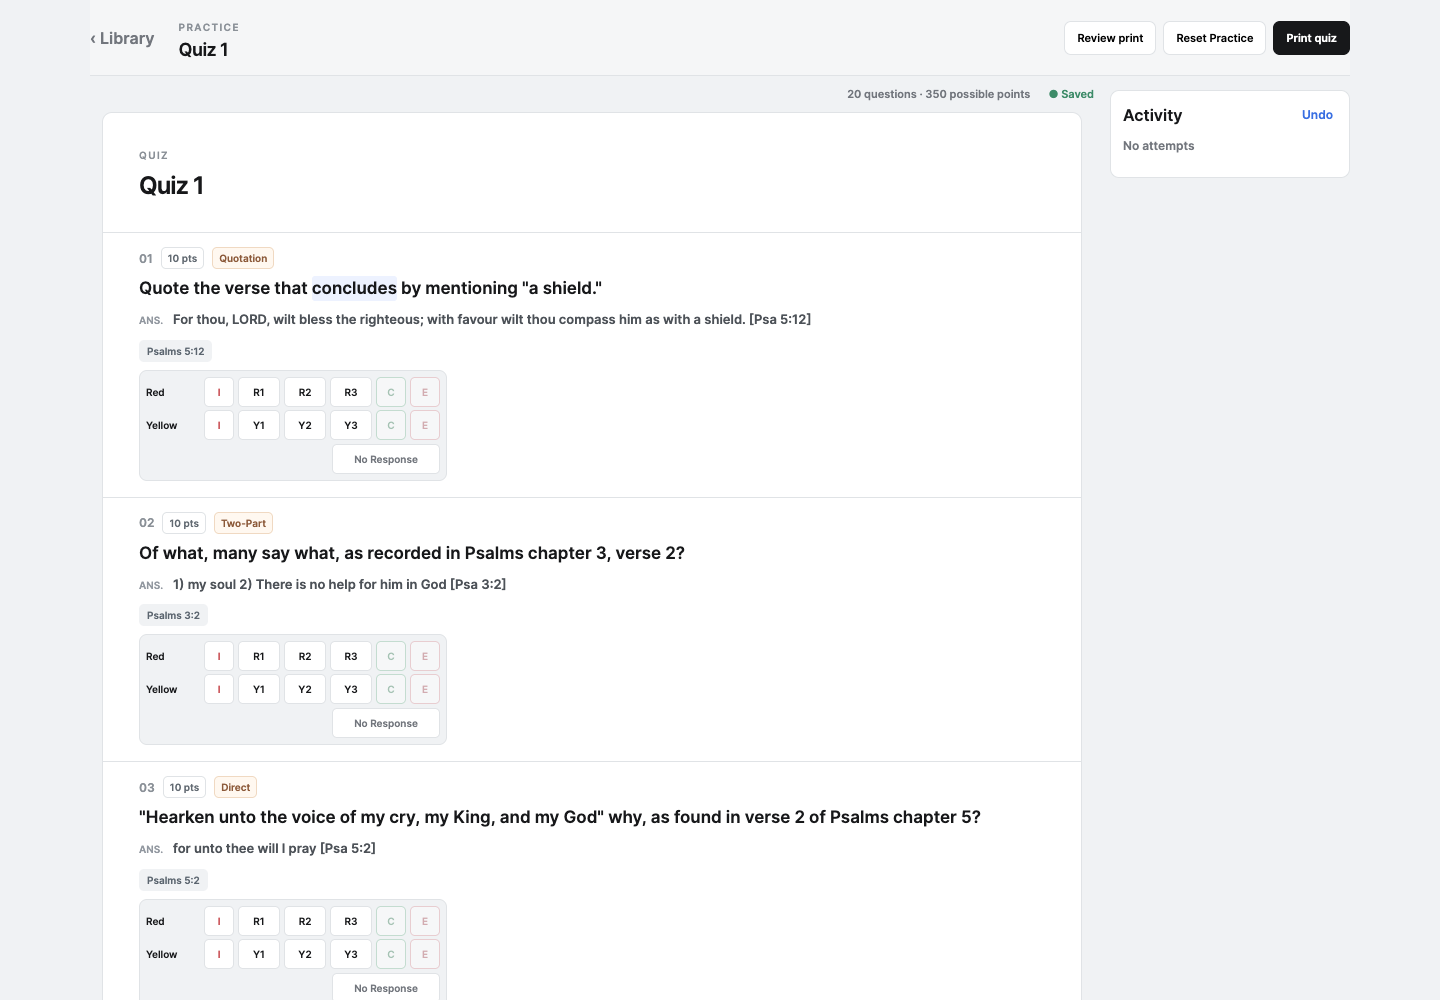 ‹ Library
PRACTICE
Quiz 1
Review print
Reset Practice
Print quiz
20 questions · 350 possible points
Saved
Activity
Undo
No attempts
QUIZ
Quiz 1
01 10 pts Quotation
Quote the verse that concludes by mentioning "a shield."
ANS. For thou, LORD, wilt bless the righteous; with favour wilt thou compass him as with a shield. [Psa 5:12]
Psalms 5:12
Red I R1 R2 R3 C E
Yellow I Y1 Y2 Y3 C E
No Response
02 10 pts Two-Part
Of what, many say what, as recorded in Psalms chapter 3, verse 2?
ANS. 1) my soul 2) There is no help for him in God [Psa 3:2]
Psalms 3:2
Red I R1 R2 R3 C E
Yellow I Y1 Y2 Y3 C E
No Response
03 10 pts Direct
"Hearken unto the voice of my cry, my King, and my God" why, as found in verse 2 of Psalms chapter 5?
ANS. for unto thee will I pray [Psa 5:2]
Psalms 5:2
Red I R1 R2 R3 C E
Yellow I Y1 Y2 Y3 C E
No Response